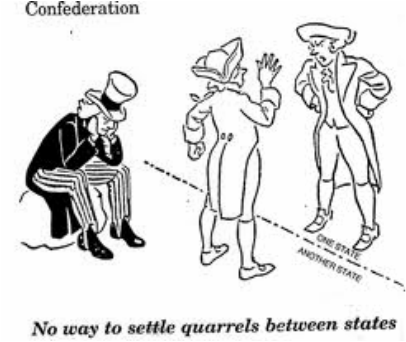 Confederation
ONE STATE
ANOTHER STATE
No way to settle quarrels between states